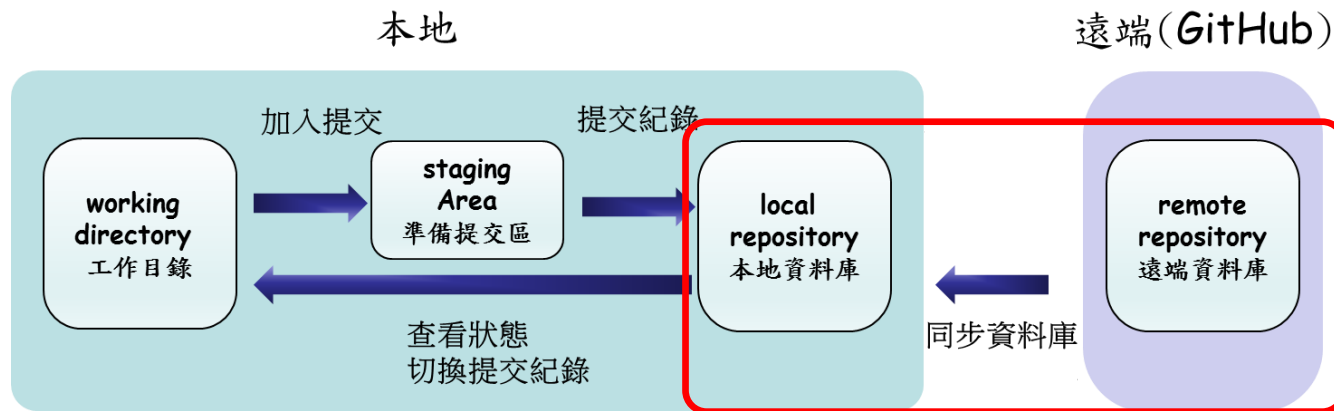 本地
遠端(GitHub)
加入提交
提交紀錄
working
directory
工作目錄
staging
Area
準備提交區
local
repository
本地資料庫
remote
repository
遠端資料庫
查看狀態
切換提交紀錄
同步資料庫